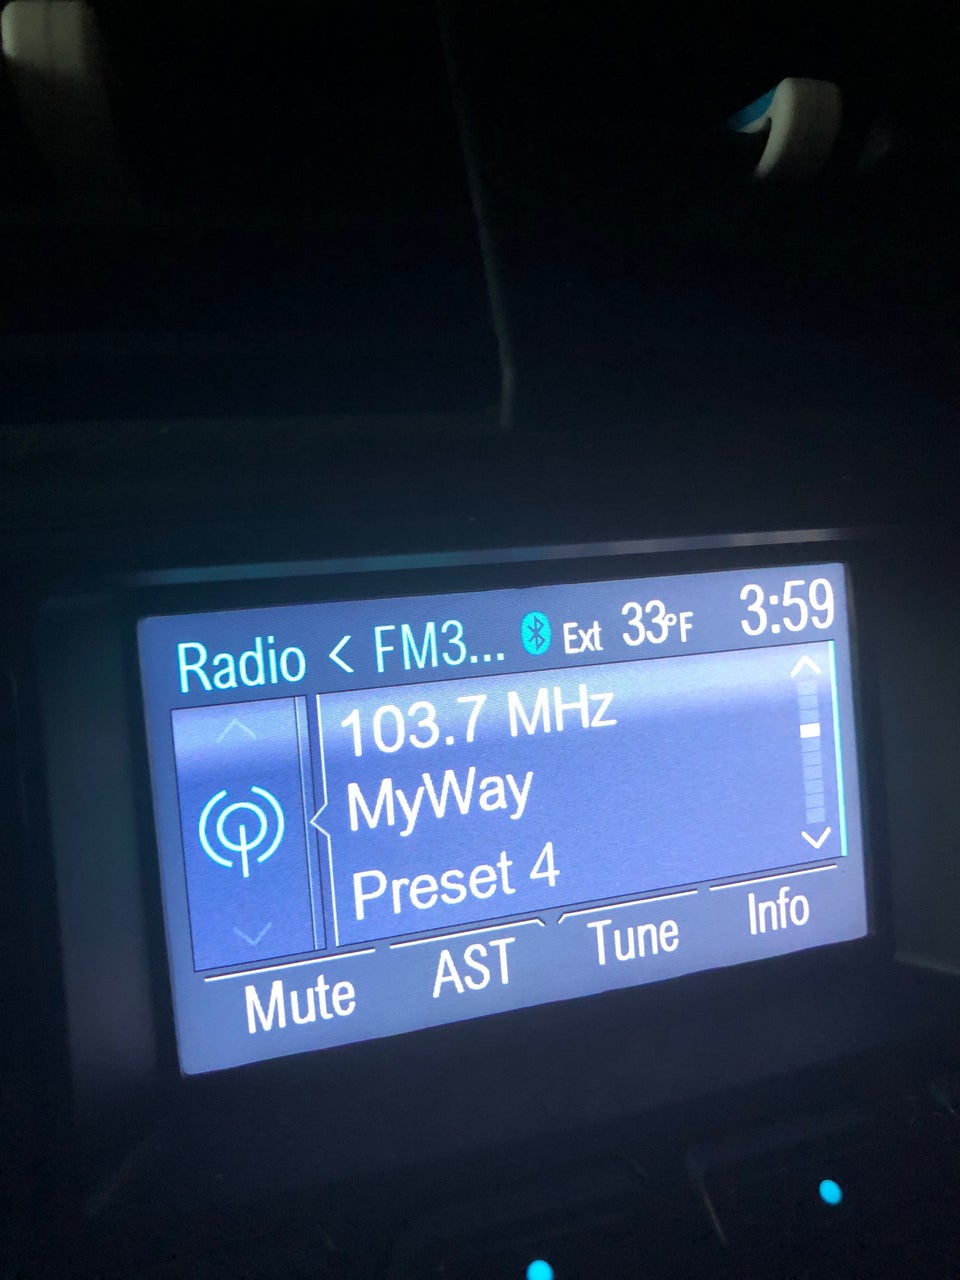 Radio < FM3... Ext 33°F 3:59
103.7 MHz
MyWay
Preset 4
Mute AST Tune Info